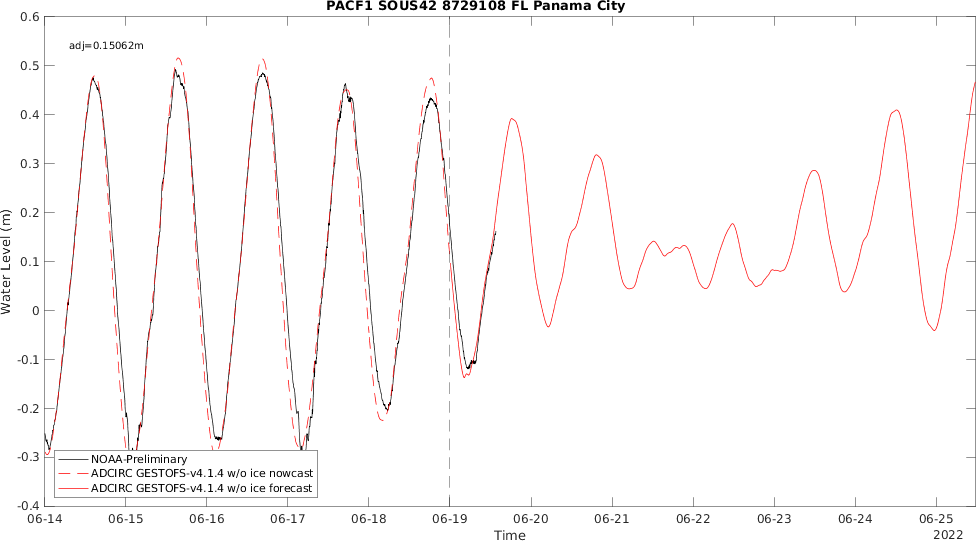 PACF1 SOUS42 8729108 FL Panama City
adj=0.15062m
0.6
0.5
0.4
0.3
0.2
0.1
0
-0.1
-0.2
-0.3
-0.4
Water Level (m)
NOAA-Preliminary
ADCIRC GESTOFS-v4.1.4 w/o ice nowcast
ADCIRC GESTOFS-v4.1.4 w/o ice forecast
06-14 06-15 06-16 06-17 06-18 06-19 06-20 06-21 06-22 06-23 06-24 06-25
Time
2022